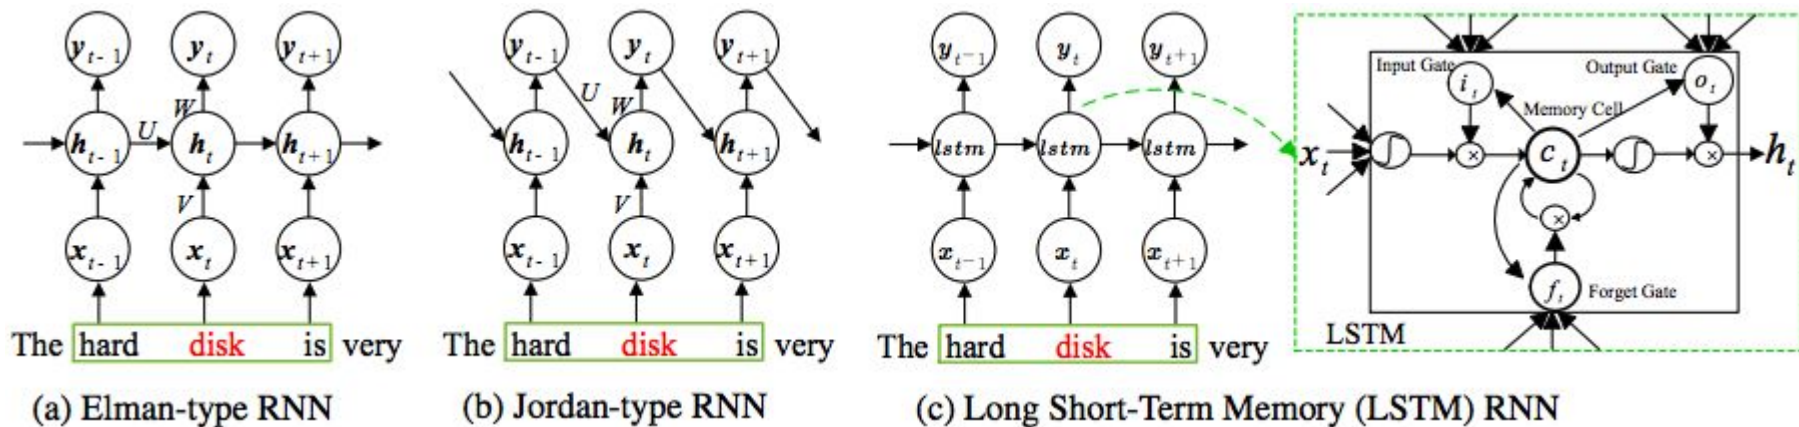 y t-1 y t y t+1
U W
h t-1 h t h t+1
V
x t-1 x t x t+1
The hard disk is very
(a) Elman-type RNN
y t-1 y t y t+1
U W
h t-1 h t h t+1
V
x t-1 x t x t+1
The hard disk is very
(b) Jordan-type RNN
y t-1 y t y t+1
lstm lstm lstm
x t-1 x t x t+1
The hard disk is very
Input Gate i t Output Gate o t
Memory Cell
x t × c t × h t
×
f t Forget Gate
LSTM
(c) Long Short-Term Memory (LSTM) RNN